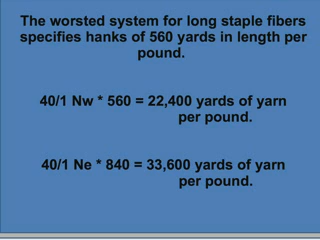 The worsted system for long staple fibers
specifies hanks of 560 yards in length per
pound.
40/1 Nw * 560 = 22,400 yards of yarn
per pound.
40/1 Ne * 840 = 33,600 yards of yarn
per pound.